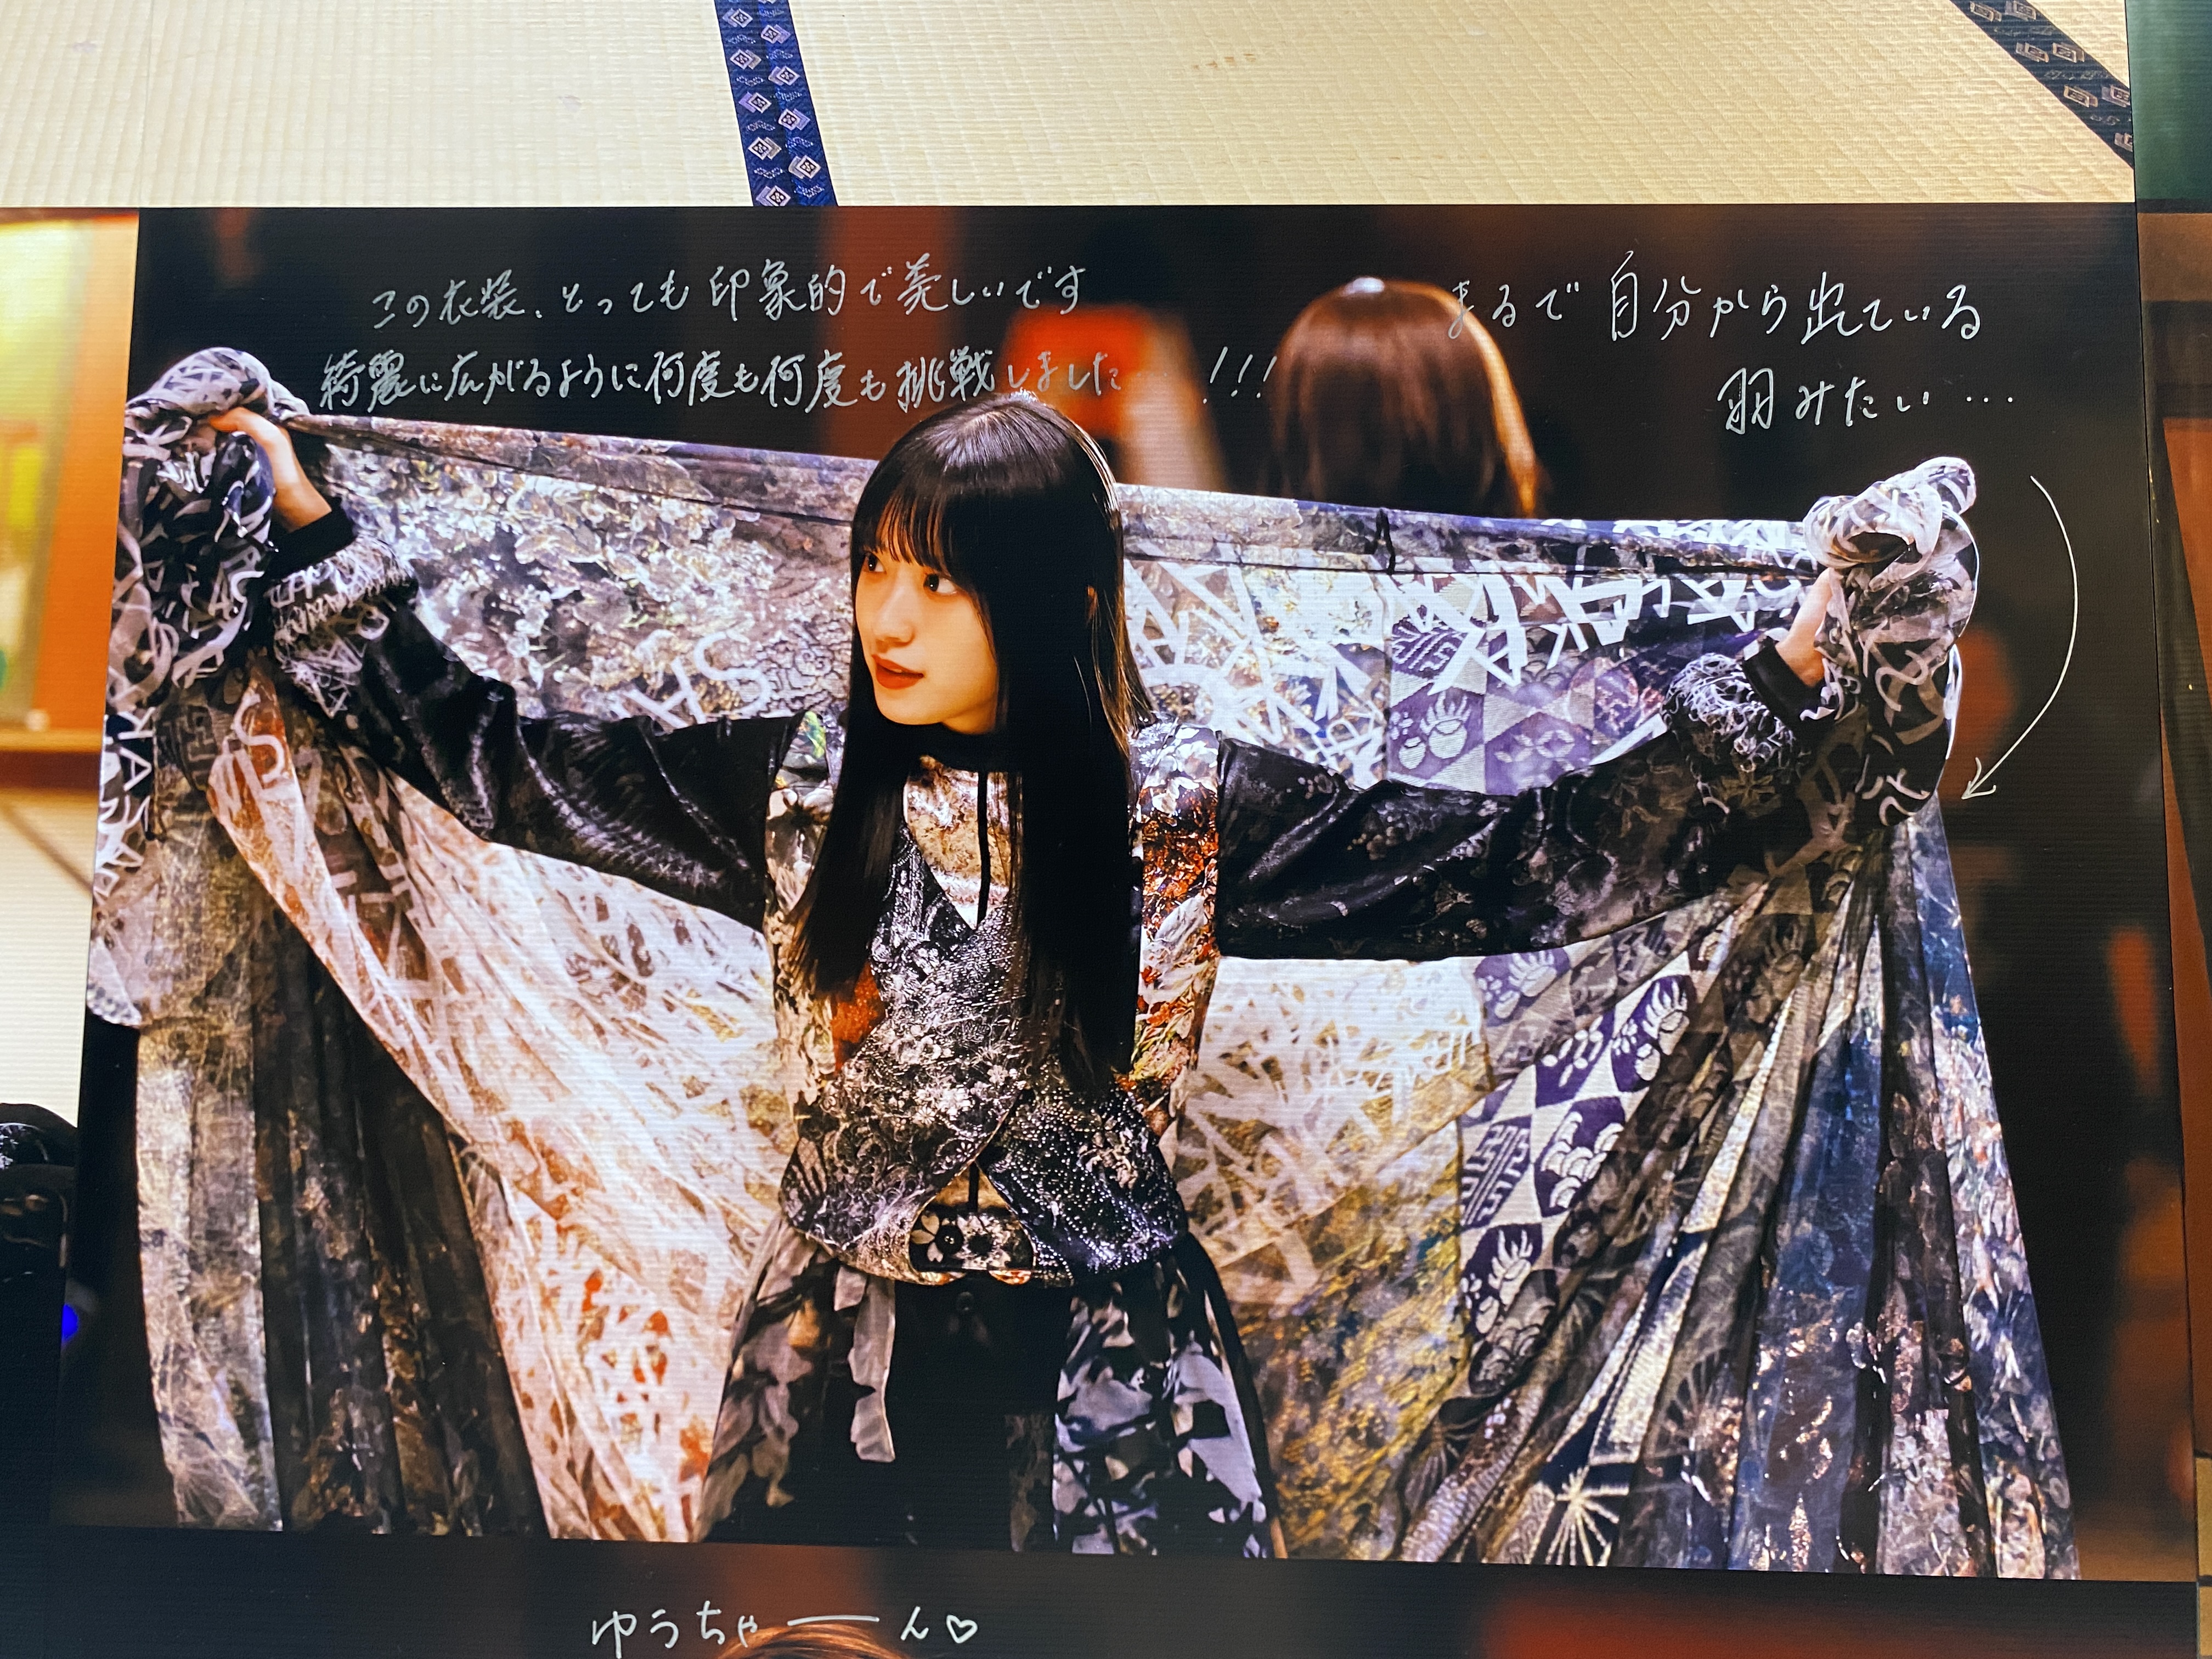 この衣装、とっても印象的で美しいです
綺麗に広がるように何度も何度も挑戦しました…!!!
まるで自分から出ている
羽みたい…
SHS
S
ゆうちゃーーん♡